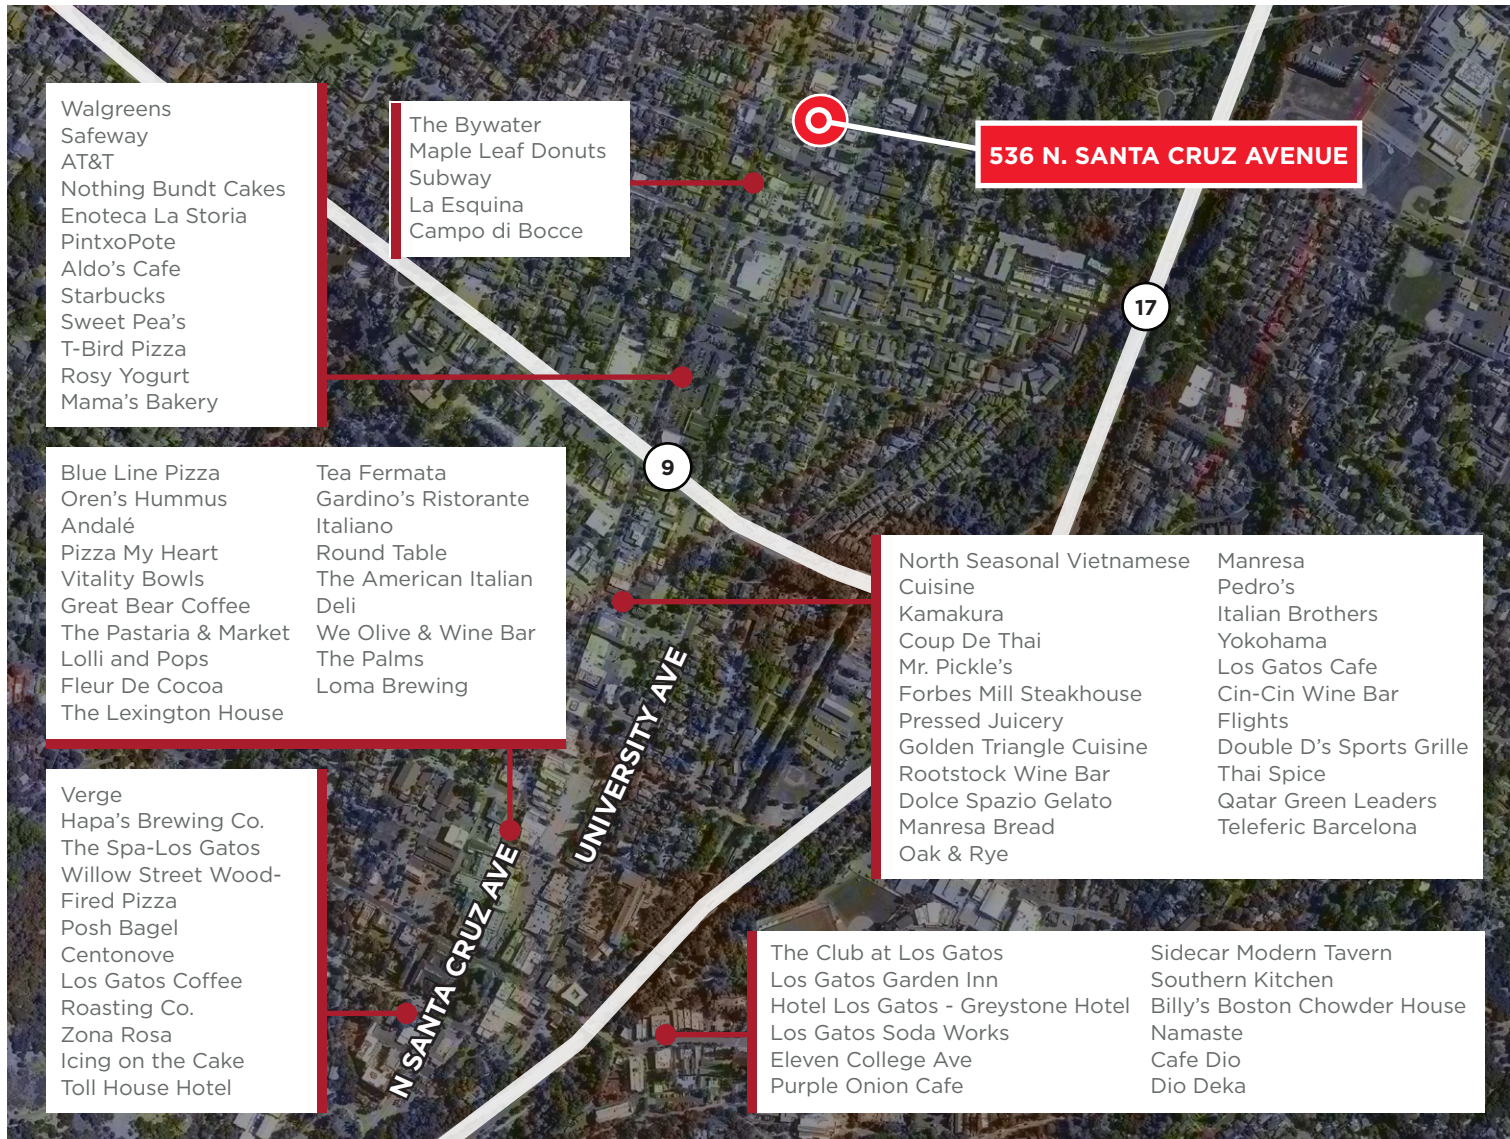 Walgreens
Safeway
AT&T
Nothing Bundt Cakes
Enoteca La Storia
PintxoPote
Aldo's Cafe
Starbucks
Sweet Pea's
T-Bird Pizza
Rosy Yogurt
Mama's Bakery
The Bywater
Maple Leaf Donuts
Subway
La Esquina
Campo di Bocce
536 N. SANTA CRUZ AVENUE
17
9
Blue Line Pizza
Oren's Hummus
Andalé
Pizza My Heart
Vitality Bowls
Great Bear Coffee
The Pastaria & Market
Lolli and Pops
Fleur De Cocoa
The Lexington House
Tea Fermata
Gardino's Ristorante
Italiano
Round Table
The American Italian
Deli
We Olive & Wine Bar
The Palms
Loma Brewing
North Seasonal Vietnamese
Cuisine
Kamakura
Coup De Thai
Mr. Pickle's
Forbes Mill Steakhouse
Pressed Juicery
Golden Triangle Cuisine
Rootstock Wine Bar
Dolce Spazio Gelato
Manresa Bread
Oak & Rye
Manresa
Pedro's
Italian Brothers
Yokohama
Los Gatos Cafe
Cin-Cin Wine Bar
Flights
Double D's Sports Grille
Thai Spice
Qatar Green Leaders
Teleferic Barcelona
UNIVERSITY AVE
N SANTA CRUZ AVE
Verge
Hapa's Brewing Co.
The Spa-Los Gatos
Willow Street Wood-
Fired Pizza
Posh Bagel
Centonove
Los Gatos Coffee
Roasting Co.
Zona Rosa
Icing on the Cake
Toll House Hotel
The Club at Los Gatos
Los Gatos Garden Inn
Hotel Los Gatos - Greystone Hotel
Los Gatos Soda Works
Eleven College Ave
Purple Onion Cafe
Sidecar Modern Tavern
Southern Kitchen
Billy's Boston Chowder House
Namaste
Cafe Dio
Dio Deka